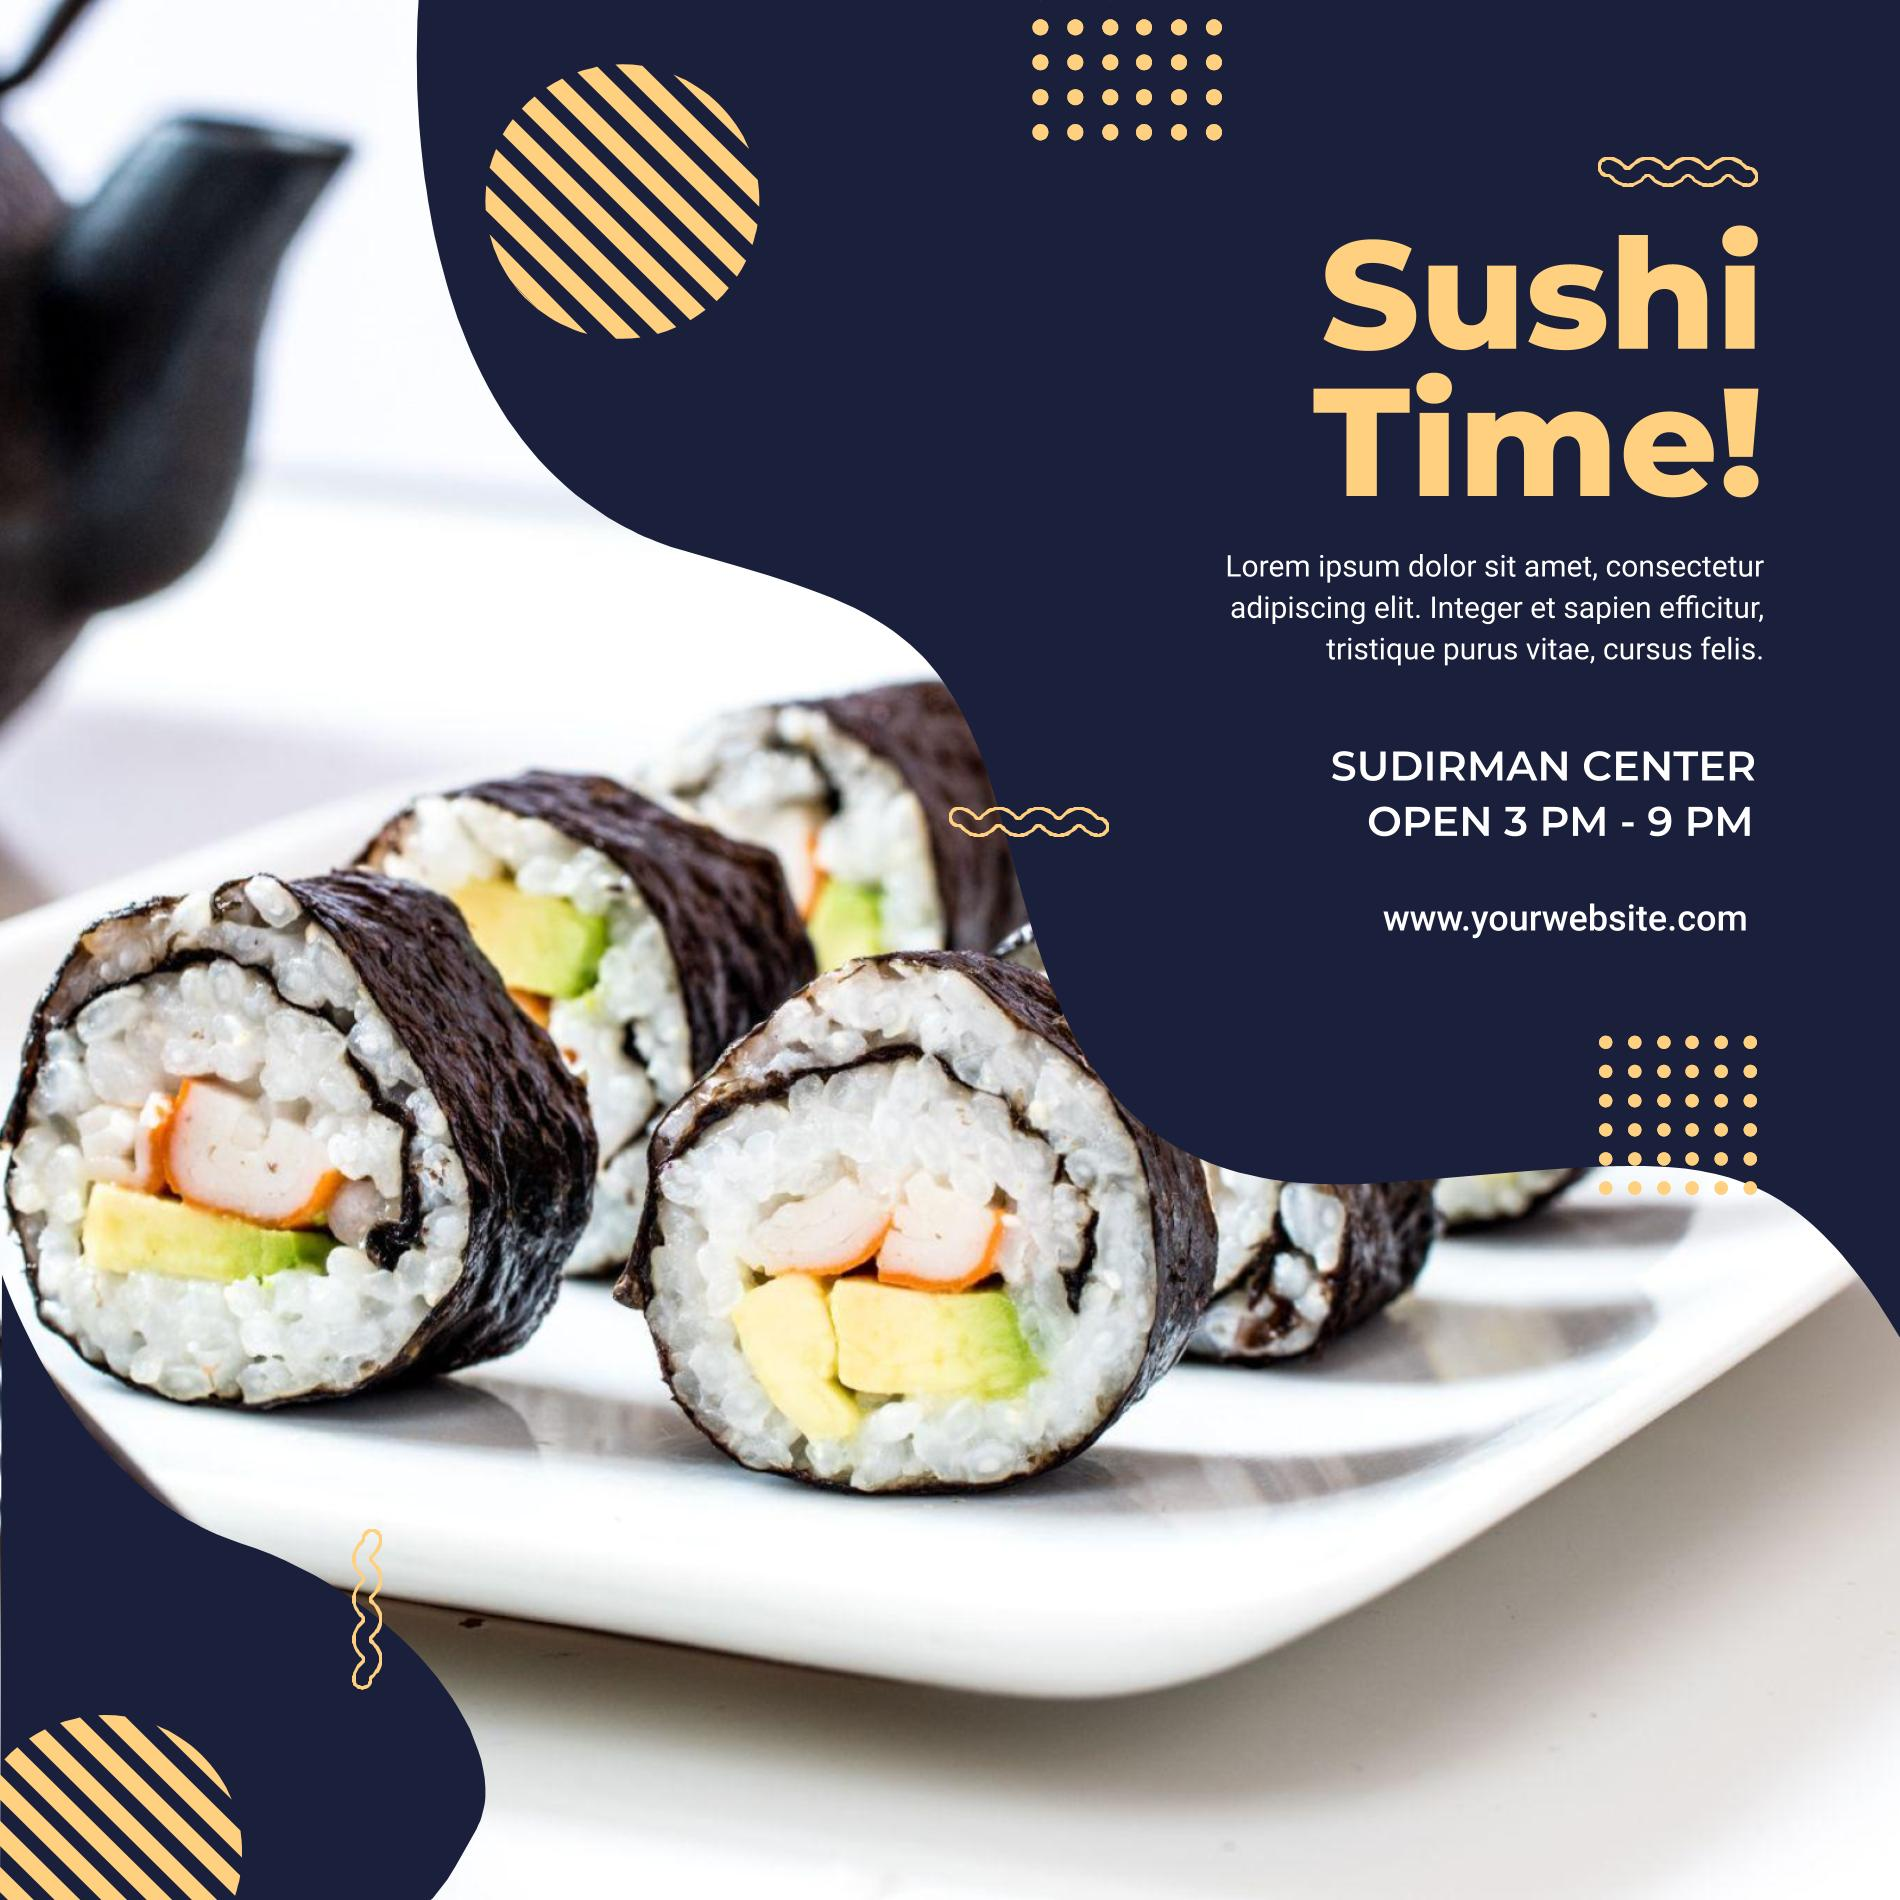 Sushi
Time!
Lorem ipsum dolor sit amet, consectetur
adipiscing elit. Integer et sapien efficitur,
tristique purus vitae, cursus felis.
SUDIRMAN CENTER
OPEN 3 PM - 9 PM
www.yourwebsite.com